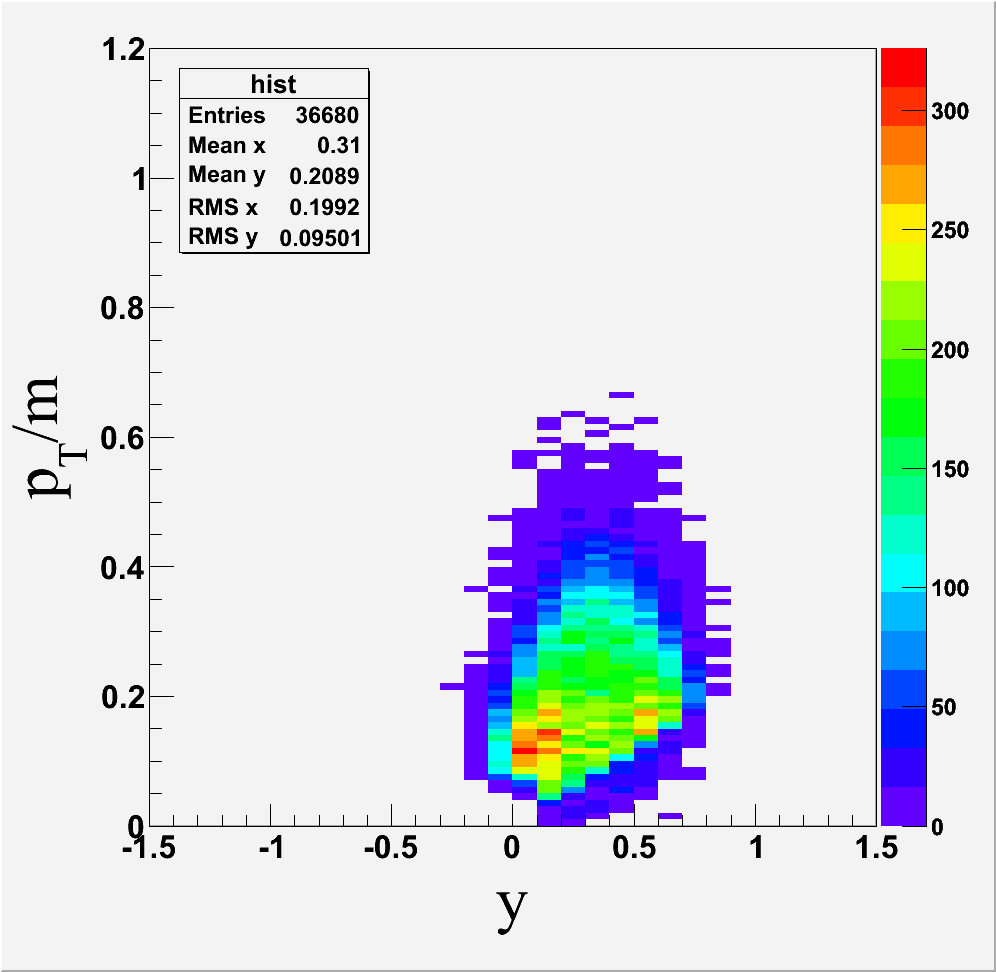 hist
Entries 36680
Mean x 0.31
Mean y 0.2089
RMS x 0.1992
RMS y 0.09501
1.2
1
0.8
0.6
0.4
0.2
0
p_T/m
-1.5 -1 -0.5 0 0.5 1 1.5
y
300
250
200
150
100
50
0